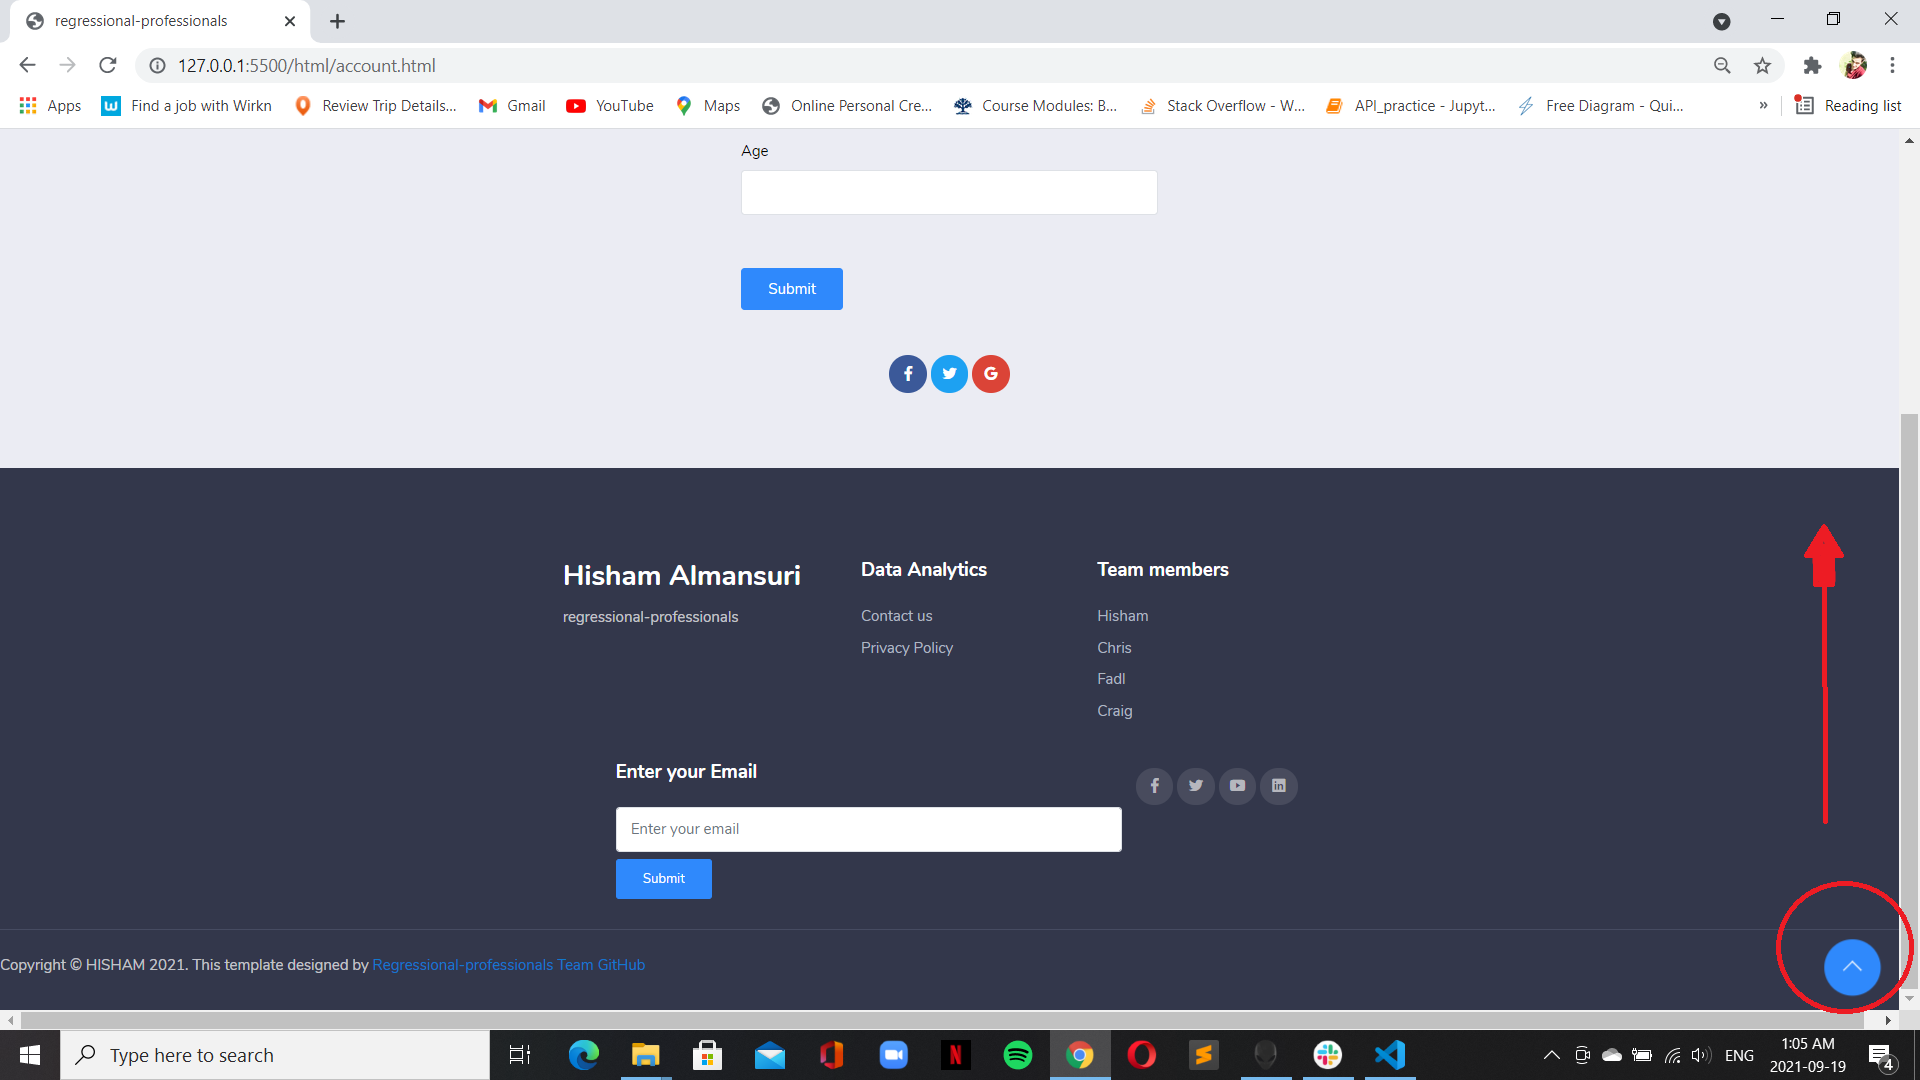 regressional-professionals
127.0.0.1:5500/html/account.html
Apps
Find a job with Wirkn
Review Trip Details...
Gmail
YouTube
Maps
Online Personal Cre...
Course Modules: B...
Stack Overflow - W...
API_practice - Jupyt...
Free Diagram - Qui...
»
Reading list
Age
Submit
Hisham Almansuri
regressional-professionals
Data Analytics
Contact us
Privacy Policy
Team members
Hisham
Chris
Fadl
Craig
Enter your Email
Enter your email
Submit
Copyright © HISHAM 2021. This template designed by Regressional-professionals Team GitHub
Type here to search
ENG
1:05 AM
2021-09-19
4